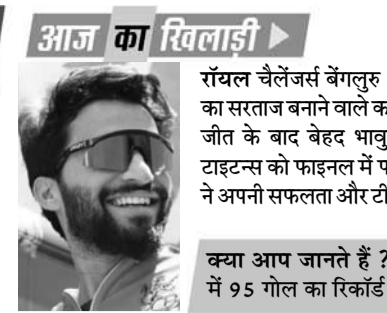 आज का खिलाड़ी
रॉयल चैलेंजर्स बेंगलुरु
का सरताज बनाने वाले
जीत के बाद बेहद
टाइटन्स को फाइनल में
ने अपनी सफलता और
क्या आप जानते हैं ?
में 95 गोल का रिकॉर्ड